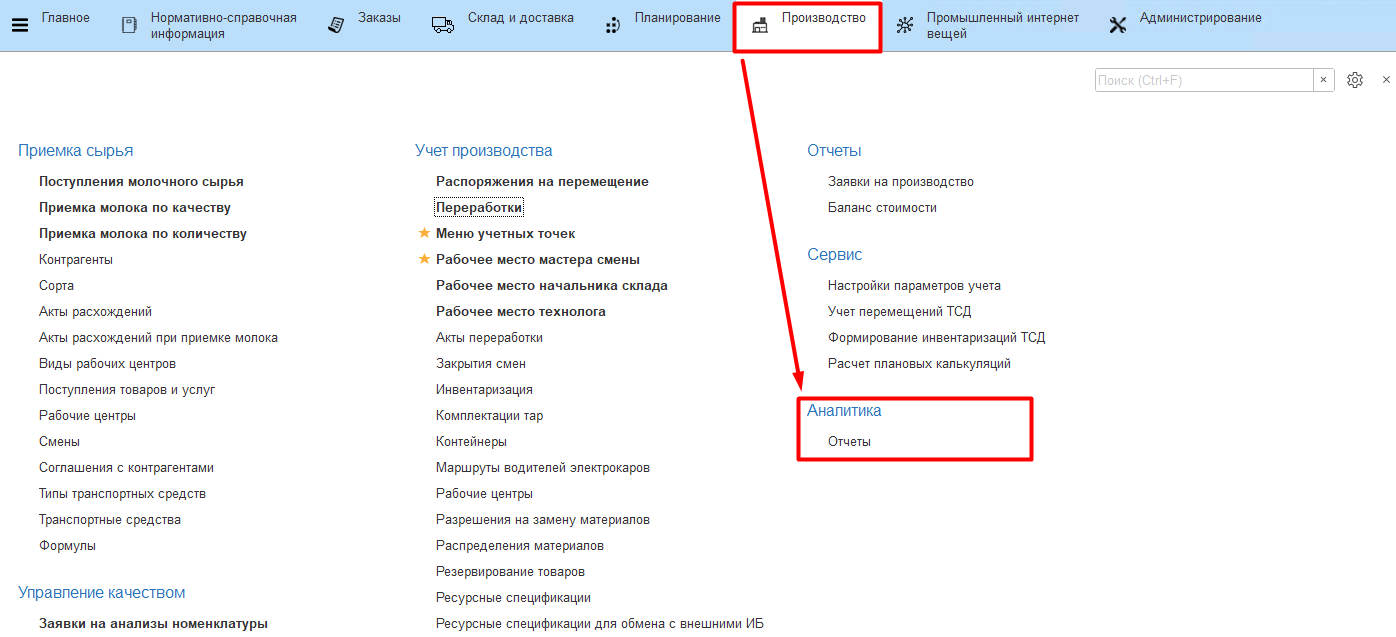 Главное
Нормативно-справочная
информация
Заказы
Склад и доставка
Планирование
Производство
Промышленный интернет
вещей
Администрирование
Поиск (Ctrl+F)
Приемка сырья
Поступления молочного сырья
Приемка молока по качеству
Приемка молока по количеству
Контрагенты
Сорта
Акты расхождений
Акты расхождений при приемке молока
Виды рабочих центров
Поступления товаров и услуг
Рабочие центры
Смены
Соглашения с контрагентами
Типы транспортных средств
Транспортные средства
Формулы
Управление качеством
Заявки на анализы номенклатуры
Учет производства
Распоряжения на перемещение
Переработки
Меню учетных точек
Рабочее место мастера смены
Рабочее место начальника склада
Рабочее место технолога
Акты переработки
Закрытия смен
Инвентаризация
Комплектации тар
Контейнеры
Маршруты водителей электрокаров
Рабочие центры
Разрешения на замену материалов
Распределения материалов
Резервирование товаров
Ресурсные спецификации
Ресурсные спецификации для обмена с внешними ИБ
Отчеты
Заявки на производство
Баланс стоимости
Сервис
Настройки параметров учета
Учет перемещений ТСД
Формирование инвентаризаций ТСД
Расчет плановых калькуляций
Аналитика
Отчеты